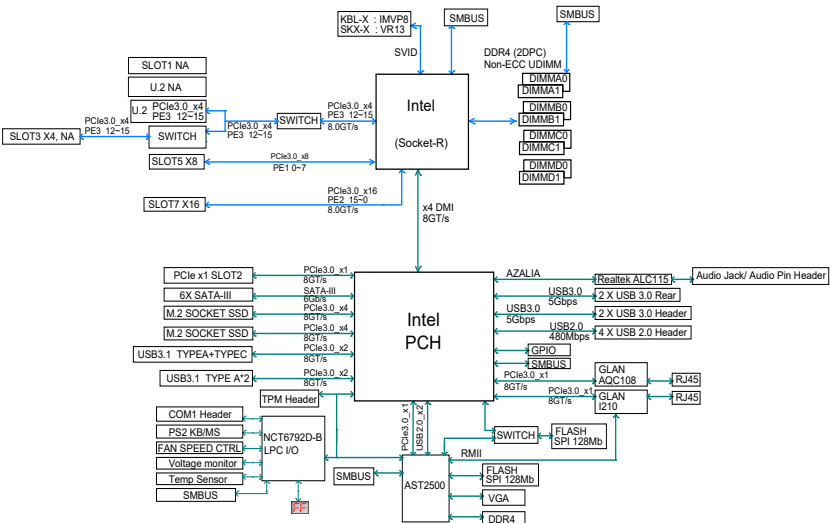 KBL-X : IMVP8
SKX-X : VR13
SMBUS
SMBUS
SVID
DDR4 (2DPC)
Non-ECC UDIMM
SLOT1 NA
U.2 NA
U.2 PCIe3.0_x4
PE3 12~15
PCIe3.0_x4
PE3 12~15
SLOT3 X4, NA
SWITCH
PCIe3.0_x4
PE3 12~15
SWITCH
PCIe3.0_x4
PE3 12~15
8.0GT/s
Intel
(Socket-R)
DIMMA0
DIMMA1
DIMMB0
DIMMB1
DIMMC0
DIMMC1
DIMMD0
DIMMD1
SLOT5 X8
PCIe3.0_x8
PE1 0~7
SLOT7 X16
PCIe3.0_x16
PE2 15~0
8.0GT/s
x4 DMI
8GT/s
PCIe x1 SLOT2
PCIe3.0_x1
8GT/s
6X SATA-III
SATA-III
6Gb/s
M.2 SOCKET SSD
PCIe3.0_x4
8GT/s
M.2 SOCKET SSD
PCIe3.0_x4
8GT/s
USB3.1 TYPEA+TYPEC
PCIe3.0_x2
8GT/s
USB3.1 TYPE A*2
PCIe3.0_x2
8GT/s
TPM Header
Intel
PCH
AZALIA
Realtek ALC115
Audio Jack/ Audio Pin Header
USB3.0
5Gbps
2 X USB 3.0 Rear
USB3.0
5Gbps
2 X USB 3.0 Header
USB2.0
480Mbps
4 X USB 2.0 Header
GPIO
SMBUS
PCIe3.0_x1
8GT/s
GLAN
AQC108
RJ45
PCIe3.0_x1
8GT/s
GLAN
I210
RJ45
COM1 Header
PS2 KB/MS
FAN SPEED CTRL
Voltage monitor
Temp Sensor
SMBUS
NCT6792D-B
LPC I/O
FF
PCIe3.0_x1
USB2.0_x2
SWITCH
FLASH
SPI 128Mb
RMII
SMBUS
AST2500
FLASH
SPI 128Mb
VGA
DDR4